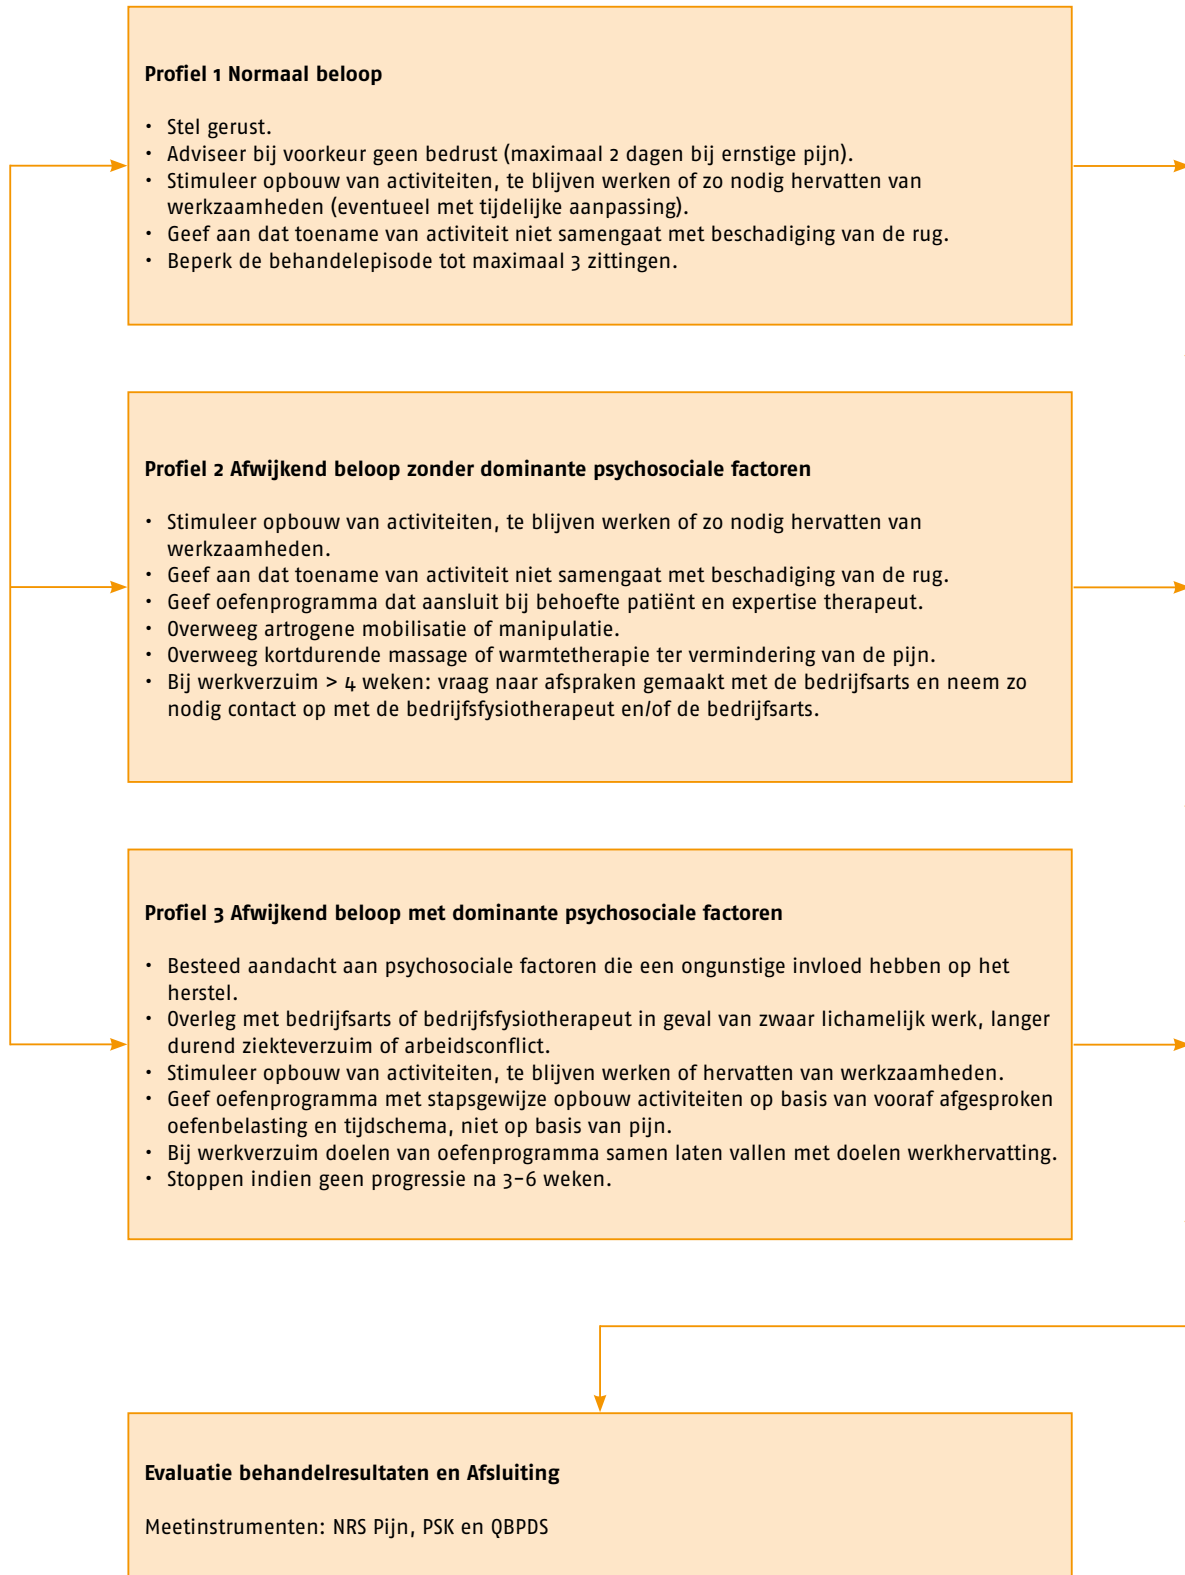 Profiel 1 Normaal beloop
• Stel gerust.
• Adviseer bij voorkeur geen bedrust (maximaal 2 dagen bij ernstige pijn).
• Stimuleer opbouw van activiteiten, te blijven werken of zo nodig hervatten van
werkzaamheden (eventueel met tijdelijke aanpassing).
• Geef aan dat toename van activiteit niet samengaat met beschadiging van de rug.
• Beperk de behandelepisode tot maximaal 3 zittingen.
Profiel 2 Afwijkend beloop zonder dominante psychosociale factoren
• Stimuleer opbouw van activiteiten, te blijven werken of zo nodig hervatten van
werkzaamheden.
• Geef aan dat toename van activiteit niet samengaat met beschadiging van de rug.
• Geef oefenprogramma dat aansluit bij behoefte patiënt en expertise therapeut.
• Overweeg artrogene mobilisatie of manipulatie.
• Overweeg kortdurende massage of warmtetherapie ter vermindering van de pijn.
• Bij werkverzuim > 4 weken: vraag naar afspraken gemaakt met de bedrijfsarts en neem zo
nodig contact op met de bedrijfsfysiotherapeut en/of de bedrijfsarts.
Profiel 3 Afwijkend beloop met dominante psychosociale factoren
• Besteed aandacht aan psychosociale factoren die een ongunstige invloed hebben op het
herstel.
• Overleg met bedrijfsarts of bedrijfsfysiotherapeut in geval van zwaar lichamelijk werk, langer
durend ziekteverzuim of arbeidsconflict.
• Stimuleer opbouw van activiteiten, te blijven werken of hervatten van werkzaamheden.
• Geef oefenprogramma met stapsgewijze opbouw activiteiten op basis van vooraf afgesproken
oefenbelasting en tijdschema, niet op basis van pijn.
• Bij werkverzuim doelen van oefenprogramma samen laten vallen met doelen werkhervatting.
• Stoppen indien geen progressie na 3-6 weken.
Evaluatie behandelresultaten en Afsluiting
Meetinstrumenten: NRS Pijn, PSK en QBPDS